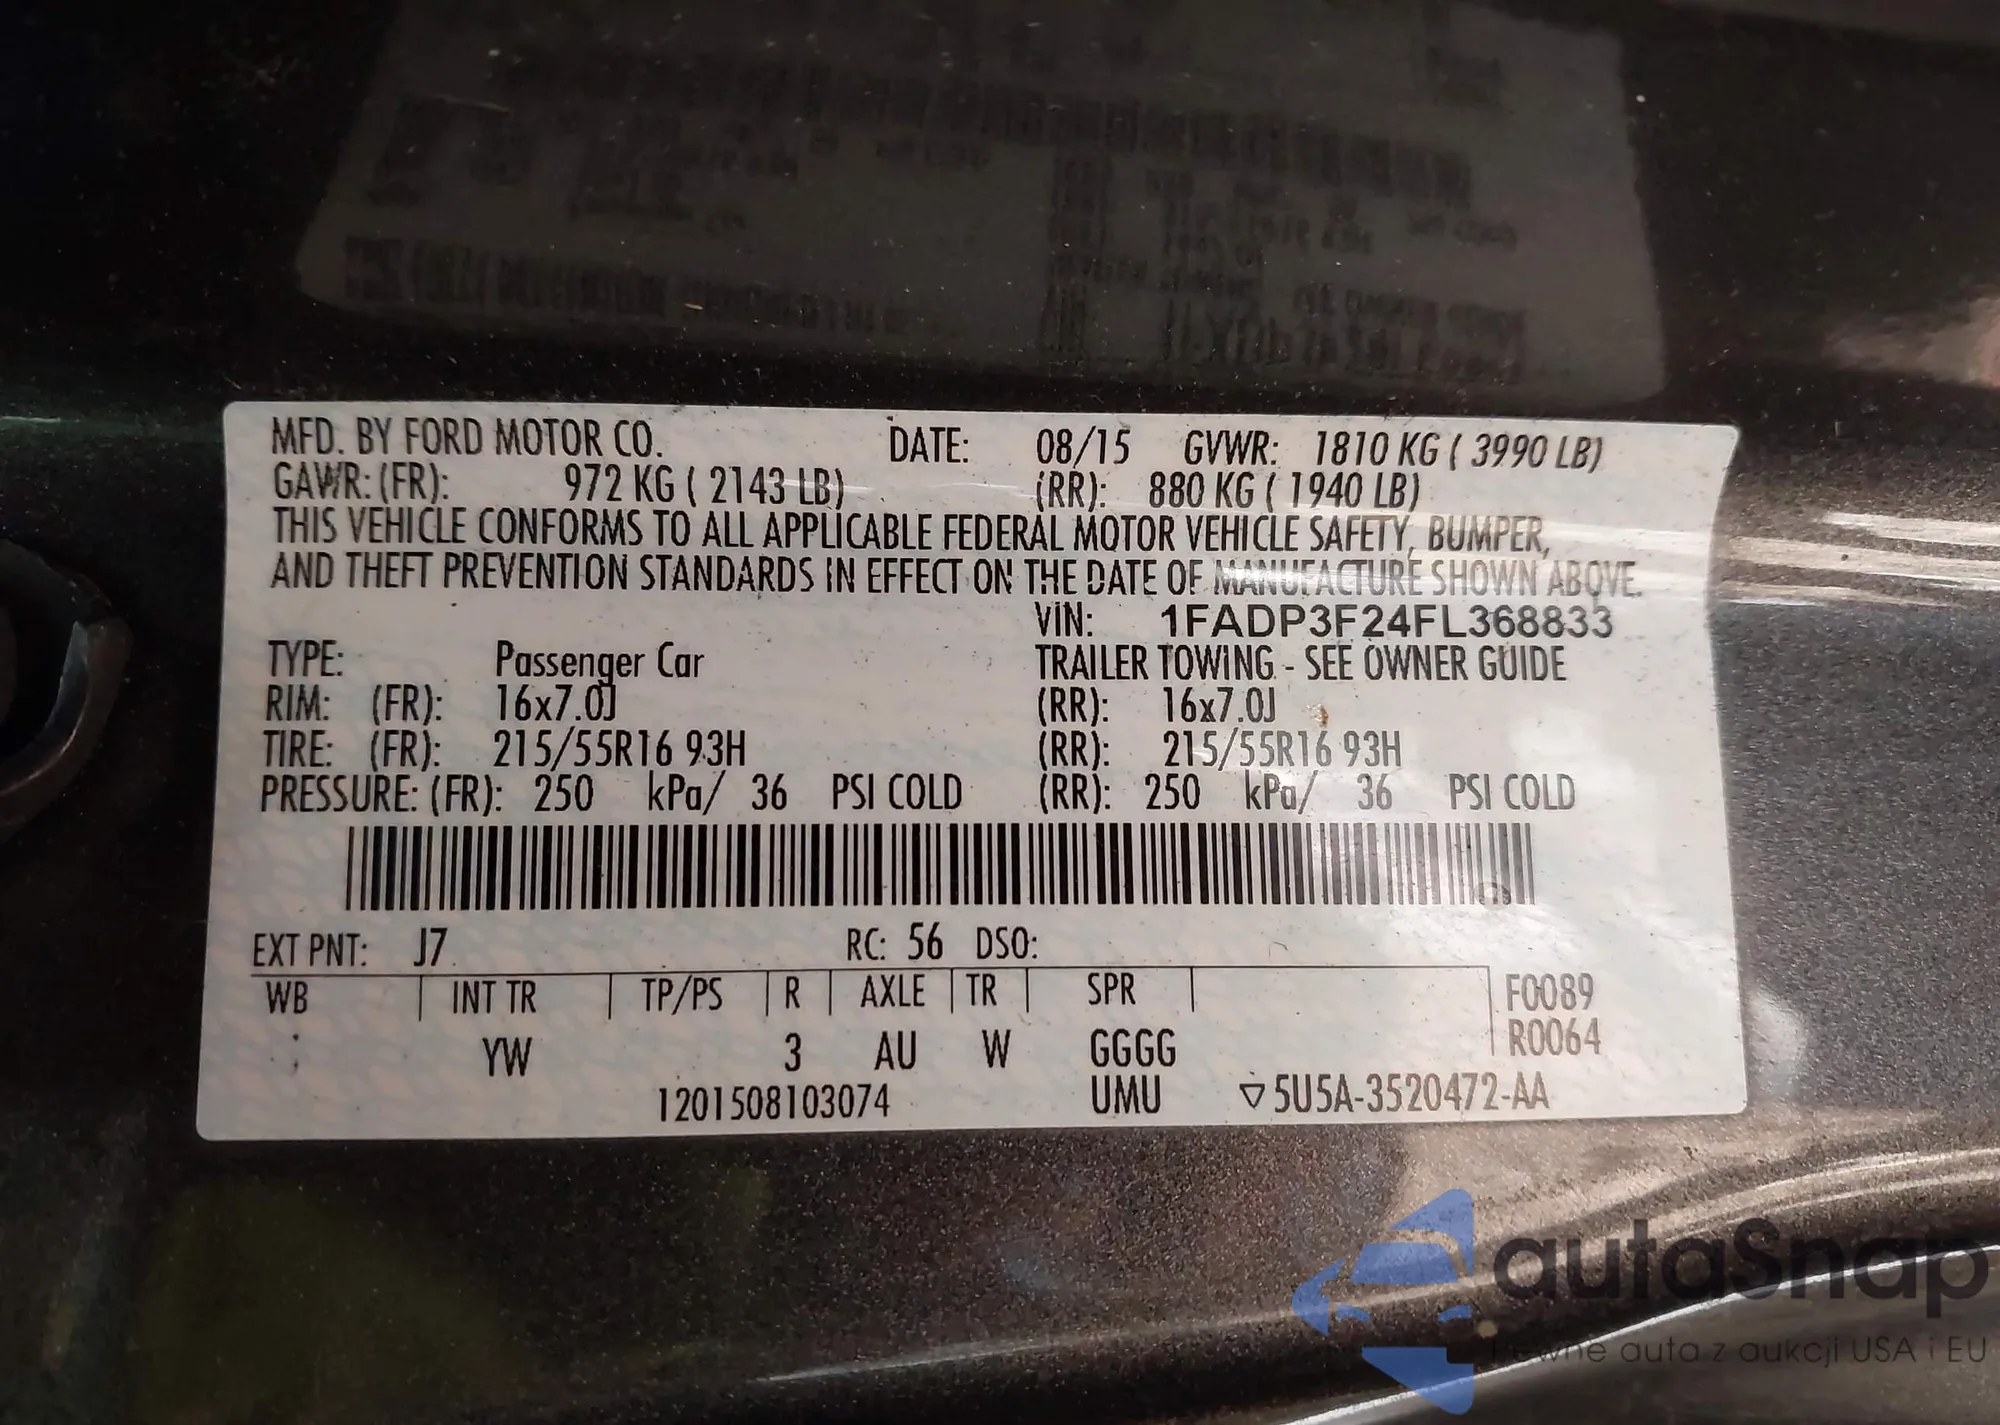 MFD. BY FORD MOTOR CO. DATE: 08/15 GVWR: 1810 KG ( 3990 LB)
GAWR: (FR): 972 KG ( 2143 LB) (RR): 880 KG ( 1940 LB)
THIS VEHICLE CONFORMS TO ALL APPLICABLE FEDERAL MOTOR VEHICLE SAFETY, BUMPER,
AND THEFT PREVENTION STANDARDS IN EFFECT ON THE DATE OF MANUFACTURE SHOWN ABOVE.
VIN: 1FADP3F24FL368833
TYPE: Passenger Car TRAILER TOWING - SEE OWNER GUIDE
RIM: (FR): 16x7.0J (RR): 16x7.0J
TIRE: (FR): 215/55R16 93H (RR): 215/55R16 93H
PRESSURE: (FR): 250 kPa/ 36 PSI COLD (RR): 250 kPa/ 36 PSI COLD
EXT PNT: J7 RC: 56 DSO:
WB INT TR TP/PS R AXLE TR SPR F0089
R0064
YW 3 AU W GGGG
1201508103074 UMU ▽5U5A-3520472-AA
autoSnap
Pewne auta z aukcji USA i EU